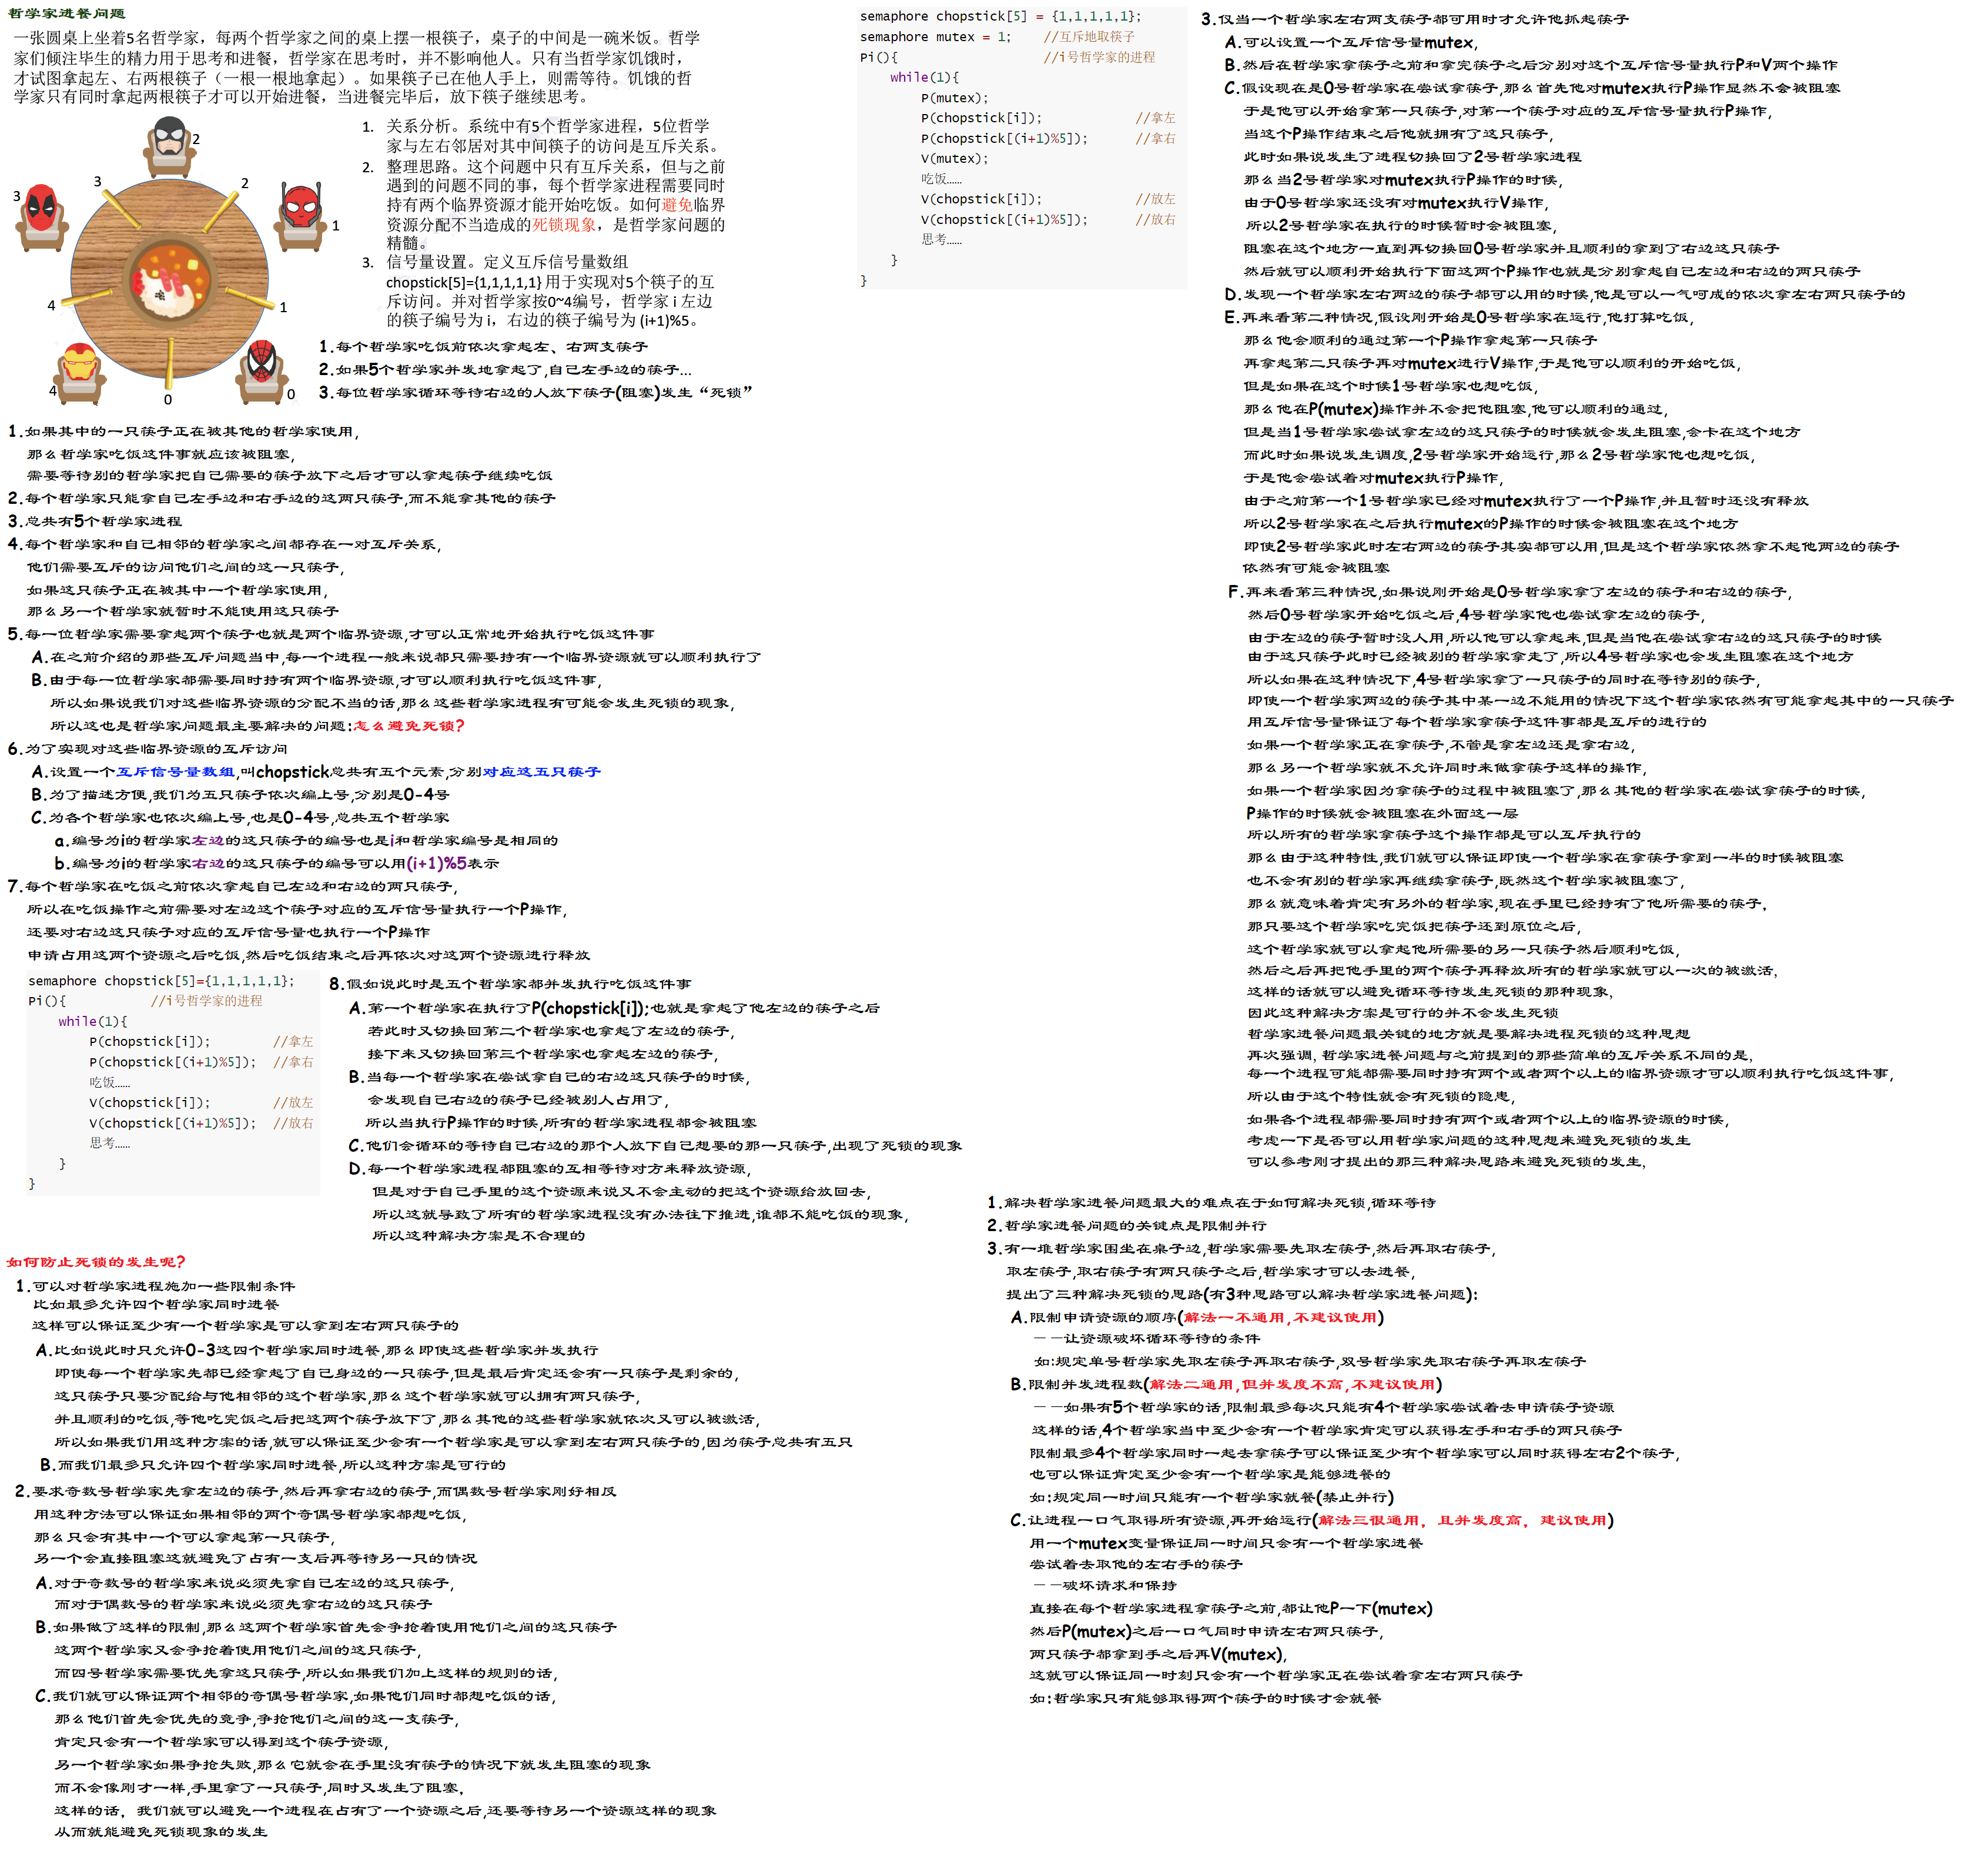 哲学家进餐问题
一张圆桌上坐着5名哲学家，每两个哲学家之间的桌上摆一根筷子，桌子的中间是一碗米饭。哲学
家们倾注毕生的精力用于思考和进餐，哲学家在思考时，并不影响他人。只有当哲学家饥饿时，
才试图拿起左、右两根筷子（一根一根地拿起）。如果筷子已在他人手上，则需等待。饥饿的哲
学家只有同时拿起两根筷子才可以开始进餐，当进餐完毕后，放下筷子继续思考。
2
3
3
2
1
4
1
4
0
0
1. 关系分析。系统中有5个哲学家进程，5位哲学
家与左右邻居对其中间筷子的访问是互斥关系。
2. 整理思路。这个问题中只有互斥关系，但与之前
遇到的问题不同的事，每个哲学家进程需要同时
持有两个临界资源才能开始吃饭。如何避免临界
资源分配不当造成的死锁现象，是哲学家问题的
精髓。
3. 信号量设置。定义互斥信号量数组
chopstick[5]={1,1,1,1,1} 用于实现对5个筷子的互
斥访问。并对哲学家按0~4编号，哲学家 i 左边
的筷子编号为 i，右边的筷子编号为 (i+1)%5。
1.每个哲学家吃饭前依次拿起左、右两支筷子
2.如果5个哲学家并发地拿起了,自己左手边的筷子...
3.每位哲学家循环等待右边的人放下筷子(阻塞)发生“死锁”
1.如果其中的一只筷子正在被其他的哲学家使用,
那么哲学家吃饭这件事就应该被阻塞,
需要等待别的哲学家把自己需要的筷子放下之后才可以拿起筷子继续吃饭
2.每个哲学家只能拿自己左手边和右手边的这两只筷子,而不能拿其他的筷子
3.总共有5个哲学家进程
4.每个哲学家和自己相邻的哲学家之间都存在一对互斥关系,
他们需要互斥的访问他们之间的这一只筷子,
如果这只筷子正在被其中一个哲学家使用,
那么另一个哲学家就暂时不能使用这只筷子
5.每一位哲学家需要拿起两个筷子也就是两个临界资源,才可以正常地开始执行吃饭这件事
A.在之前介绍的那些互斥问题当中,每一个进程一般来说都只需要持有一个临界资源就可以顺利执行了
B.由于每一位哲学家都需要同时持有两个临界资源,才可以顺利执行吃饭这件事,
所以如果说我们对这些临界资源的分配不当的话,那么这些哲学家进程有可能会发生死锁的现象,
所以这也是哲学家问题最主要解决的问题:怎么避免死锁?
6.为了实现对这些临界资源的互斥访问
A.设置一个互斥信号量数组,叫chopstick总共有五个元素,分别对应这五只筷子
B.为了描述方便,我们为五只筷子依次编上号,分别是0-4号
C.为各个哲学家也依次编上号,也是0-4号,总共五个哲学家
a.编号为i的哲学家左边的这只筷子的编号也是i和哲学家编号是相同的
b.编号为i的哲学家右边的这只筷子的编号可以用(i+1)%5表示
7.每个哲学家在吃饭之前依次拿起自己左边和右边的两只筷子,
所以在吃饭操作之前需要对左边这个筷子对应的互斥信号量执行一个P操作,
还要对右边这只筷子对应的互斥信号量也执行一个P操作
申请占用这两个资源之后吃饭,然后吃饭结束之后再依次对这两个资源进行释放
semaphore chopstick[5]={1,1,1,1,1};
Pi(){ //i号哲学家的进程
while(1){
P(chopstick[i]); //拿左
P(chopstick[(i+1)%5]); //拿右
吃饭……
V(chopstick[i]); //放左
V(chopstick[(i+1)%5]); //放右
思考……
}
}
8.假如说此时是五个哲学家都并发执行吃饭这件事
A.第一个哲学家在执行了P(chopstick[i]);也就是拿起了他左边的筷子之后
若此时又切换回第二个哲学家也拿起了左边的筷子,
接下来又切换回第三个哲学家也拿起左边的筷子,
B.当每一个哲学家在尝试拿自己的右边这只筷子的时候,
会发现自己右边的筷子已经被别人占用了,
所以当执行P操作的时候,所有的哲学家进程都会被阻塞
C.他们会循环的等待自己右边的那个人放下自己想要的那一只筷子,出现了死锁的现象
D.每一个哲学家进程都阻塞的互相等待对方来释放资源,
但是对于自己手里的这个资源来说又不会主动的把这个资源给放回去,
所以这就导致了所有的哲学家进程没有办法往下推进,谁都不能吃饭的现象,
所以这种解决方案是不合理的
如何防止死锁的发生呢?
1.可以对哲学家进程施加一些限制条件
比如最多允许四个哲学家同时进餐
这样可以保证至少有一个哲学家是可以拿到左右两只筷子的
A.比如说此时只允许0-3这四个哲学家同时进餐,那么即使这些哲学家并发执行
即使每一个哲学家先都已经拿起了自己身边的一只筷子,但是最后肯定还会有一只筷子是剩余的,
这只筷子只要分配给与他相邻的这个哲学家,那么这个哲学家就可以拥有两只筷子,
并且顺利的吃饭,等他吃完饭之后把这两个筷子放下了,那么其他的这些哲学家就依次又可以被激活,
所以如果我们用这种方案的话,就可以保证至少会有一个哲学家是可以拿到左右两只筷子的,因为筷子总共有五只
B.而我们最多只允许四个哲学家同时进餐,所以这种方案是可行的
2.要求奇数号哲学家先拿左边的筷子,然后再拿右边的筷子,而偶数号哲学家刚好相反
用这种方法可以保证如果相邻的两个奇偶号哲学家都想吃饭,
那么只会有其中一个可以拿起第一只筷子,
另一个会直接阻塞这就避免了占有一支后再等待另一只的情况
A.对于奇数号的哲学家来说必须先拿自己左边的这只筷子,
而对于偶数号的哲学家来说必须先拿右边的这只筷子
B.如果做了这样的限制,那么这两个哲学家首先会争抢着使用他们之间的这只筷子
这两个哲学家又会争抢着使用他们之间的这只筷子,
而四号哲学家需要优先拿这只筷子,所以如果我们加上这样的规则的话,
C.我们就可以保证两个相邻的奇偶号哲学家,如果他们同时都想吃饭的话,
那么他们首先会优先的竞争,争抢他们之间的这一支筷子,
肯定只会有一个哲学家可以得到这个筷子资源,
另一个哲学家如果争抢失败,那么它就会在手里没有筷子的情况下就发生阻塞的现象
而不会像刚才一样,手里拿了一只筷子,同时又发生了阻塞,
这样的话，我们就可以避免一个进程在占有了一个资源之后,还要等待另一个资源这样的现象
从而就能避免死锁现象的发生
semaphore chopstick[5] = {1,1,1,1,1};
semaphore mutex = 1; //互斥地取筷子
Pi(){ //i号哲学家的进程
while(1){
P(mutex);
P(chopstick[i]); //拿左
P(chopstick[(i+1)%5]); //拿右
V(mutex);
吃饭……
V(chopstick[i]); //放左
V(chopstick[(i+1)%5]); //放右
思考……
}
}
3.仅当一个哲学家左右两支筷子都可用时才允许他抓起筷子
A.可以设置一个互斥信号量mutex,
B.然后在哲学家拿筷子之前和拿完筷子之后分别对这个互斥信号量执行P和V两个操作
C.假设现在是0号哲学家在尝试拿筷子,那么首先他对mutex执行P操作显然不会被阻塞
于是他可以开始拿第一只筷子,对第一个筷子对应的互斥信号量执行P操作,
当这个P操作结束之后他就拥有了这只筷子,
此时如果说发生了进程切换回了2号哲学家进程
那么当2号哲学家对mutex执行P操作的时候,
由于0号哲学家还没有对mutex执行V操作,
所以2号哲学家在执行的时候暂时会被阻塞,
阻塞在这个地方一直到再切换回0号哲学家并且顺利的拿到了右边这只筷子
然后就可以顺利开始执行下面这两个P操作也就是分别拿起自己左边和右边的两只筷子
D.发现一个哲学家左右两边的筷子都可以用的时候,他是可以一气呵成的依次拿左右两只筷子的
E.再来看第二种情况,假设刚开始是0号哲学家在运行,他打算吃饭,
那么他会顺利的通过第一个P操作拿起第一只筷子
再拿起第二只筷子再对mutex进行V操作,于是他可以顺利的开始吃饭,
但是如果在这个时候1号哲学家也想吃饭,
那么他在P(mutex)操作并不会把他阻塞,他可以顺利的通过,
但是当1号哲学家尝试拿左边的这只筷子的时候就会发生阻塞,会卡在这个地方
而此时如果说发生调度,2号哲学家开始运行,那么2号哲学家他也想吃饭,
于是他会尝试着对mutex执行P操作,
由于之前第一个1号哲学家已经对mutex执行了一个P操作,并且暂时还没有释放
所以2号哲学家在之后执行mutex的P操作的时候会被阻塞在这个地方
即使2号哲学家此时左右两边的筷子其实都可以用,但是这个哲学家依然拿不起他两边的筷子
依然有可能会被阻塞
F.再来看第三种情况,如果说刚开始是0号哲学家拿了左边的筷子和右边的筷子,
然后0号哲学家开始吃饭之后,4号哲学家他也尝试拿左边的筷子,
由于左边的筷子暂时没人用,所以他可以拿起来,但是当他在尝试拿右边的这只筷子的时候
由于这只筷子此时已经被别的哲学家拿走了,所以4号哲学家也会发生阻塞在这个地方
所以如果在这种情况下,4号哲学家拿了一只筷子的同时在等待别的筷子,
即使一个哲学家两边的筷子其中某一边不能用的情况下这个哲学家依然有可能拿起其中的一只筷子
用互斥信号量保证了每个哲学家拿筷子这件事都是互斥的进行的
如果一个哲学家正在拿筷子,不管是拿左边还是拿右边,
那么另一个哲学家就不允许同时来做拿筷子这样的操作,
如果一个哲学家因为拿筷子的过程中被阻塞了,那么其他的哲学家在尝试拿筷子的时候,
P操作的时候就会被阻塞在外面这一层
所以所有的哲学家拿筷子这个操作都是可以互斥执行的
那么由于这种特性,我们就可以保证即使一个哲学家在拿筷子拿到一半的时候被阻塞
也不会有别的哲学家再继续拿筷子,既然这个哲学家被阻塞了,
那么就意味着肯定有另外的哲学家,现在手里已经持有了他所需要的筷子,
那只要这个哲学家吃完饭把筷子还到原位之后,
这个哲学家就可以拿起他所需要的另一只筷子然后顺利吃饭,
然后之后再把他手里的两个筷子再释放所有的哲学家就可以一次的被激活,
这样的话就可以避免循环等待发生死锁的那种现象,
因此这种解决方案是可行的并不会发生死锁
哲学家进餐问题最关键的地方就是要解决进程死锁的这种思想
再次强调, 哲学家进餐问题与之前提到的那些简单的互斥关系不同的是,
每一个进程可能都需要同时持有两个或者两个以上的临界资源才可以顺利执行吃饭这件事,
所以由于这个特性就会有死锁的隐患,
如果各个进程都需要同时持有两个或者两个以上的临界资源的时候,
考虑一下是否可以用哲学家问题的这种思想来避免死锁的发生
可以参考刚才提出的那三种解决思路来避免死锁的发生,
1.解决哲学家进餐问题最大的难点在于如何解决死锁,循环等待
2.哲学家进餐问题的关键点是限制并行
3.有一堆哲学家围坐在桌子边,哲学家需要先取左筷子,然后再取右筷子,
取左筷子,取右筷子有两只筷子之后,哲学家才可以去进餐,
提出了三种解决死锁的思路(有3种思路可以解决哲学家进餐问题):
A.限制申请资源的顺序(解法一不通用,不建议使用)
——让资源破坏循环等待的条件
如:规定单号哲学家先取左筷子再取右筷子,双号哲学家先取右筷子再取左筷子
B.限制并发进程数(解法二通用,但并发度不高,不建议使用)
——如果有5个哲学家的话,限制最多每次只能有4个哲学家尝试着去申请筷子资源
这样的话,4个哲学家当中至少会有一个哲学家肯定可以获得左手和右手的两只筷子
限制最多4个哲学家同时一起去拿筷子可以保证至少有个哲学家可以同时获得左右2个筷子,
也可以保证肯定至少会有一个哲学家是能够进餐的
如:规定同一时间只能有一个哲学家就餐(禁止并行)
C.让进程一口气取得所有资源,再开始运行(解法三很通用，且并发度高，建议使用)
用一个mutex变量保证同一时间只会有一个哲学家进餐
尝试着去取他的左右手的筷子
——破坏请求和保持
直接在每个哲学家进程拿筷子之前,都让他P一下(mutex)
然后P(mutex)之后一口气同时申请左右两只筷子,
两只筷子都拿到手之后再V(mutex),
这就可以保证同一时刻只会有一个哲学家正在尝试着拿左右两只筷子
如:哲学家只有能够取得两个筷子的时候才会就餐